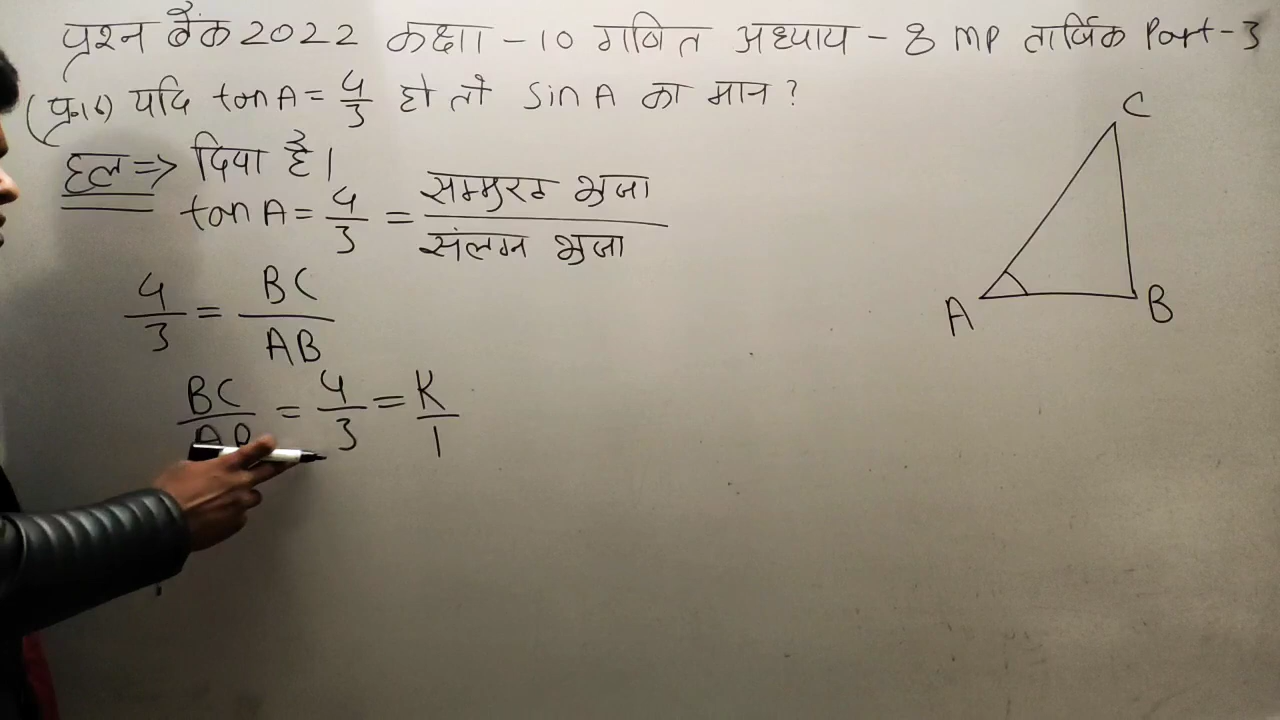 प्रश्न बैंक 2022 कक्षा - 10 गणित अध्याय - 8 MP तार्किक Part - 3
(प्र.16) यदि tan A = 4/3 हो तो sin A का मान ?
हल => दिया है।
tan A = 4/3 = सम्मुख भुजा / संलग्न भुजा
4/3 = BC/AB
BC/AB = 4/3 = K/1
C
A
B